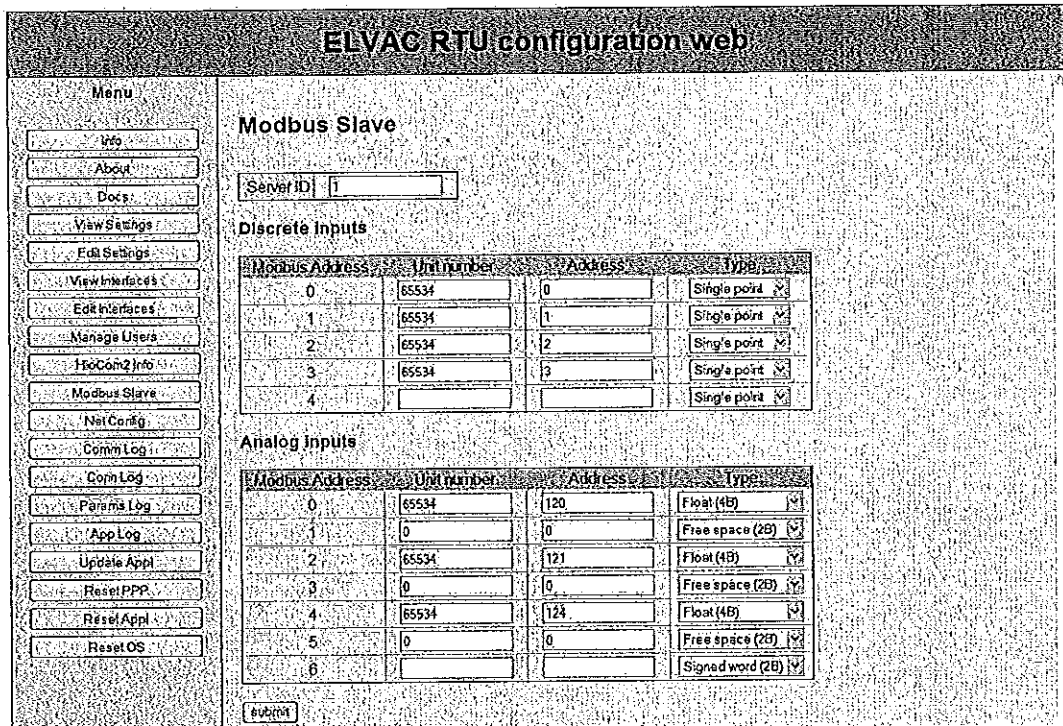 ELVAC RTU configuration web
Menu
Info
About
Docs
View Settings
Edit Settings
View Interfaces
Edit Interfaces
Manage Users
HioCom2 Info
Modbus Slave
Net Config
Comm Log
Conn Log
Params Log
App Log
Update Appl
Reset PPP
Reset Appl
Reset OS
Modbus Slave
Server ID 1
Discrete Inputs
Modbus Address Unit number Address Type
0 65534 0 Single point
1 65534 1 Single point
2 65534 2 Single point
3 65534 3 Single point
4 Single point
Analog Inputs
Modbus Address Unit number Address Type
0 65534 120 Float (4B)
1 0 0 Free space (2B)
2 65534 121 Float (4B)
3 0 0 Free space (2B)
4 65534 124 Float (4B)
5 0 0 Free space (2B)
6 Signed word (2B)
submit